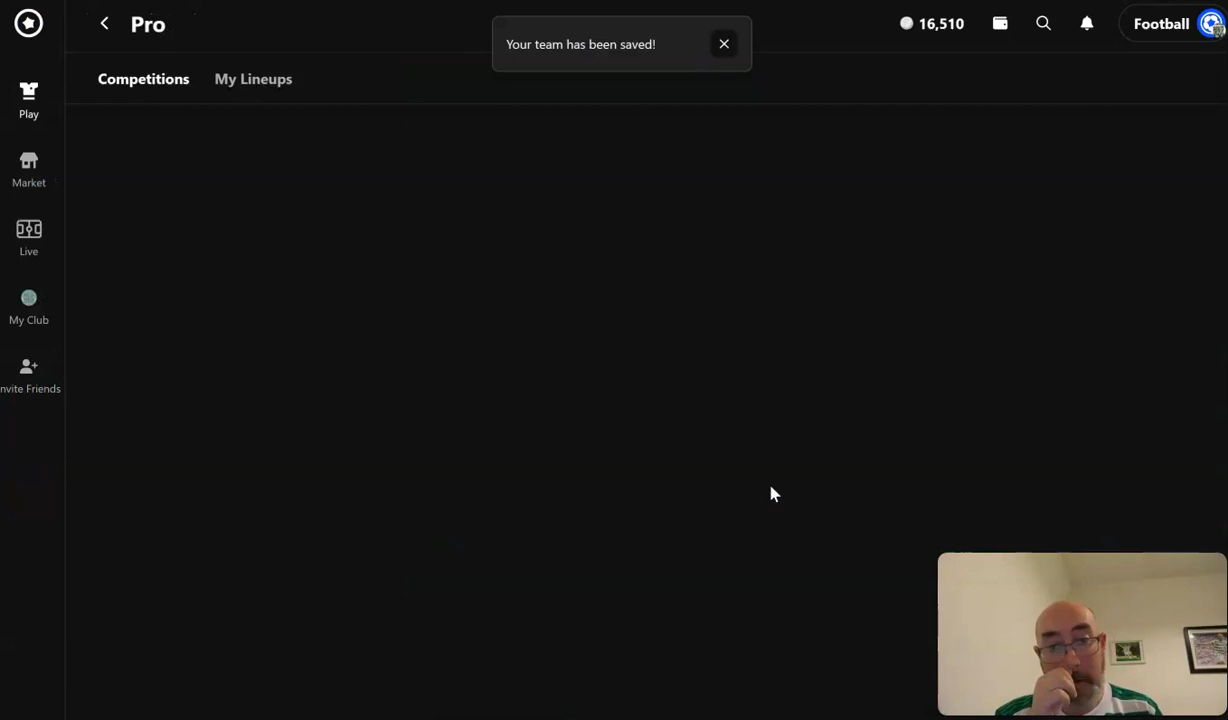 Pro
Your team has been saved!
16,510
Football
Competitions
My Lineups
Play
Market
Live
My Club
nvite Friends